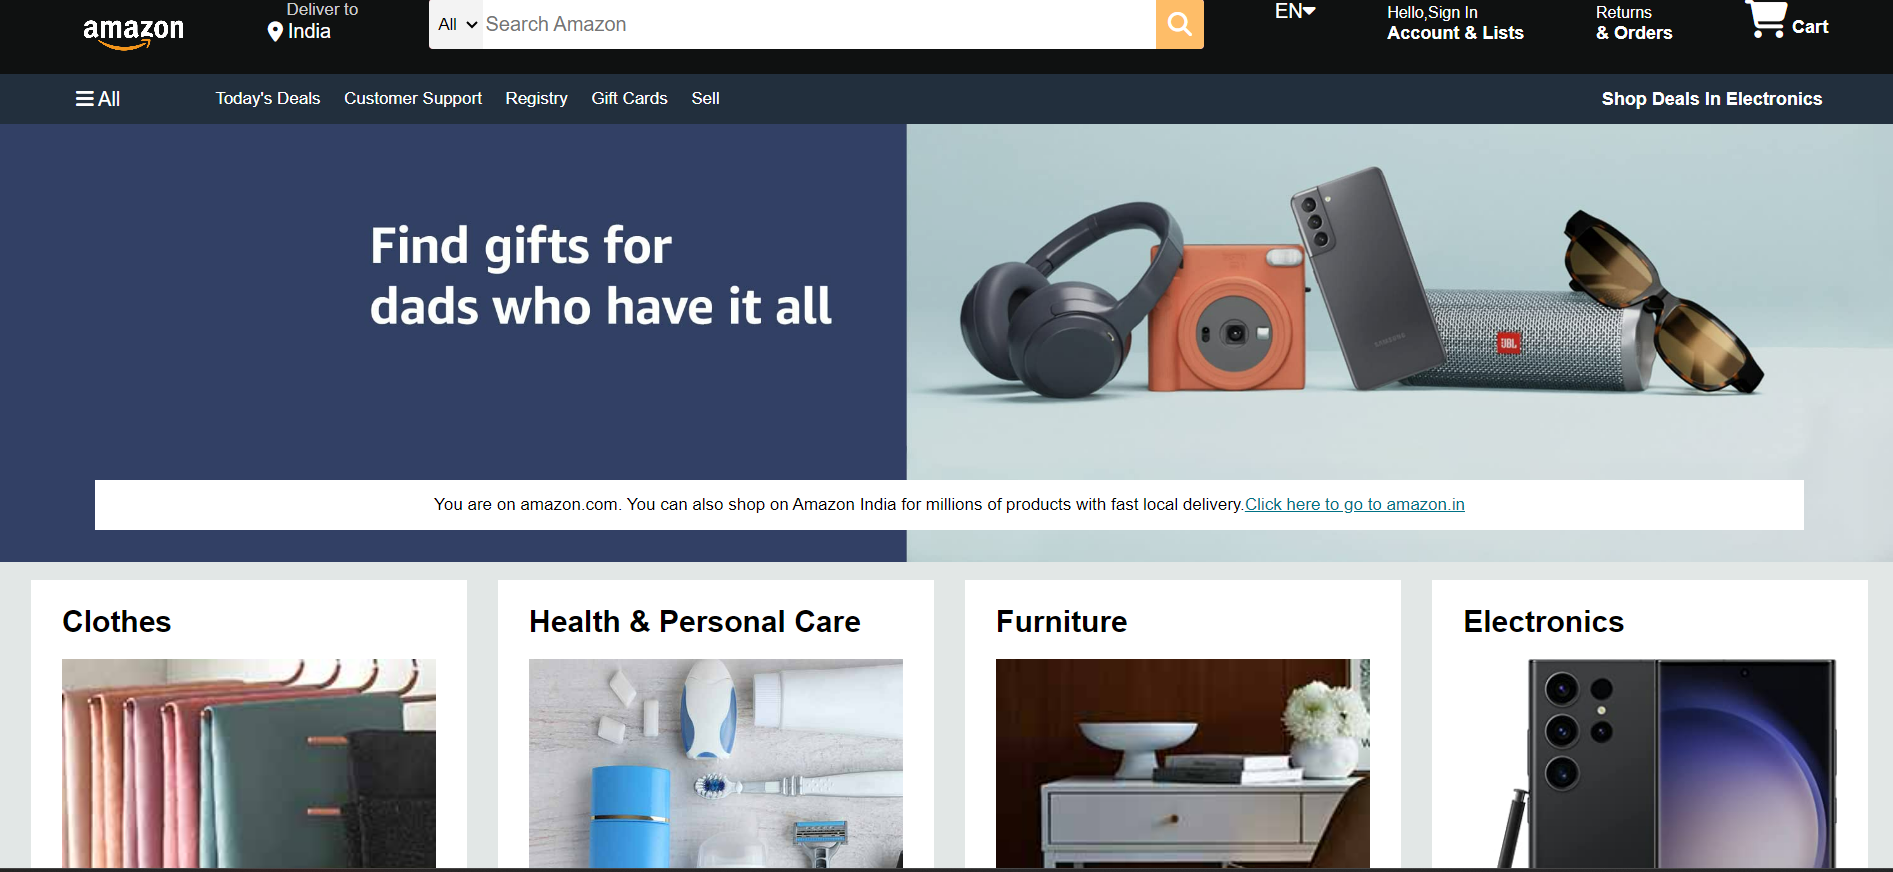 amazon
Deliver to
India
All
Search Amazon
EN
Hello,Sign In
Account & Lists
Returns
& Orders
Cart
All
Today's Deals
Customer Support
Registry
Gift Cards
Sell
Shop Deals In Electronics
Find gifts for
dads who have it all
SAMSUNG
JBL
You are on amazon.com. You can also shop on Amazon India for millions of products with fast local delivery.Click here to go to amazon.in
Clothes
Health & Personal Care
Furniture
Electronics